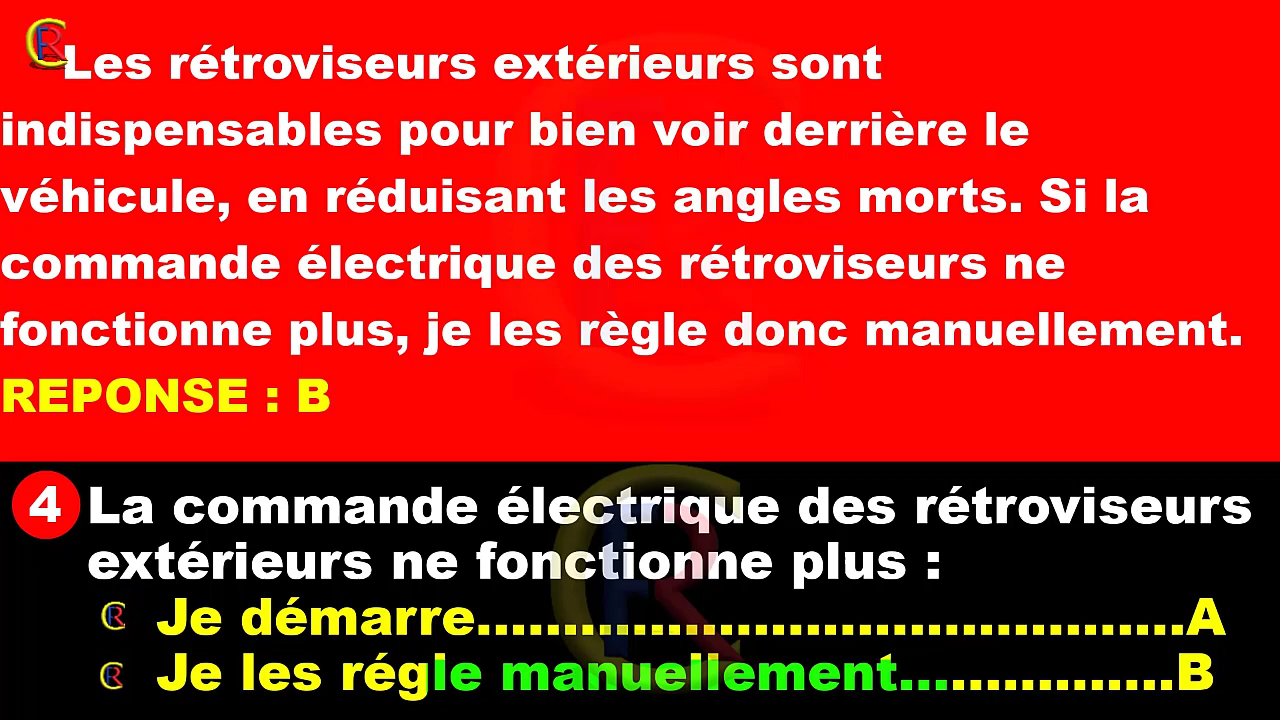 Les rétroviseurs extérieurs sont
indispensables pour bien voir derrière le
véhicule, en réduisant les angles morts. Si la
commande électrique des rétroviseurs ne
fonctionne plus, je les règle donc manuellement.
REPONSE : B
4 La commande électrique des rétroviseurs
extérieurs ne fonctionne plus :
Je démarre..........................................A
Je les régle manuellement................B